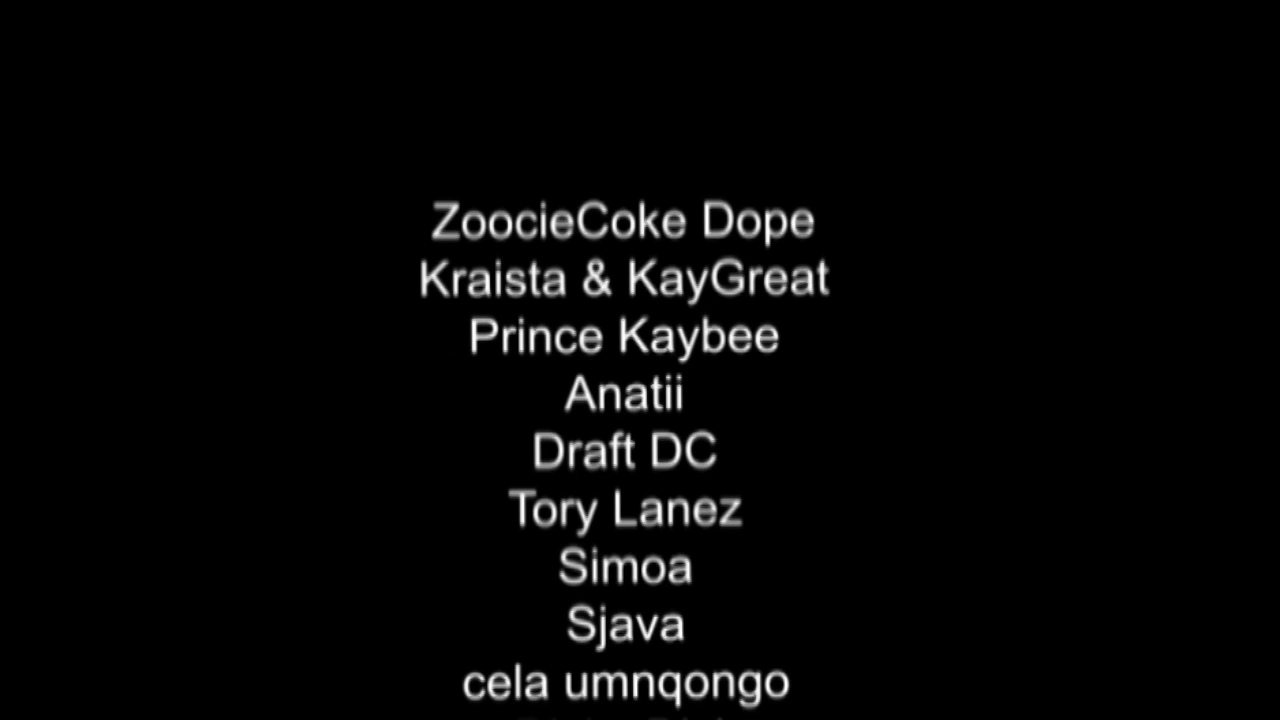 ZoocieCoke Dope
Kraista & KayGreat
Prince Kaybee
Anatii
Draft DC
Tory Lanez
Simoa
Sjava
cela umnqongo